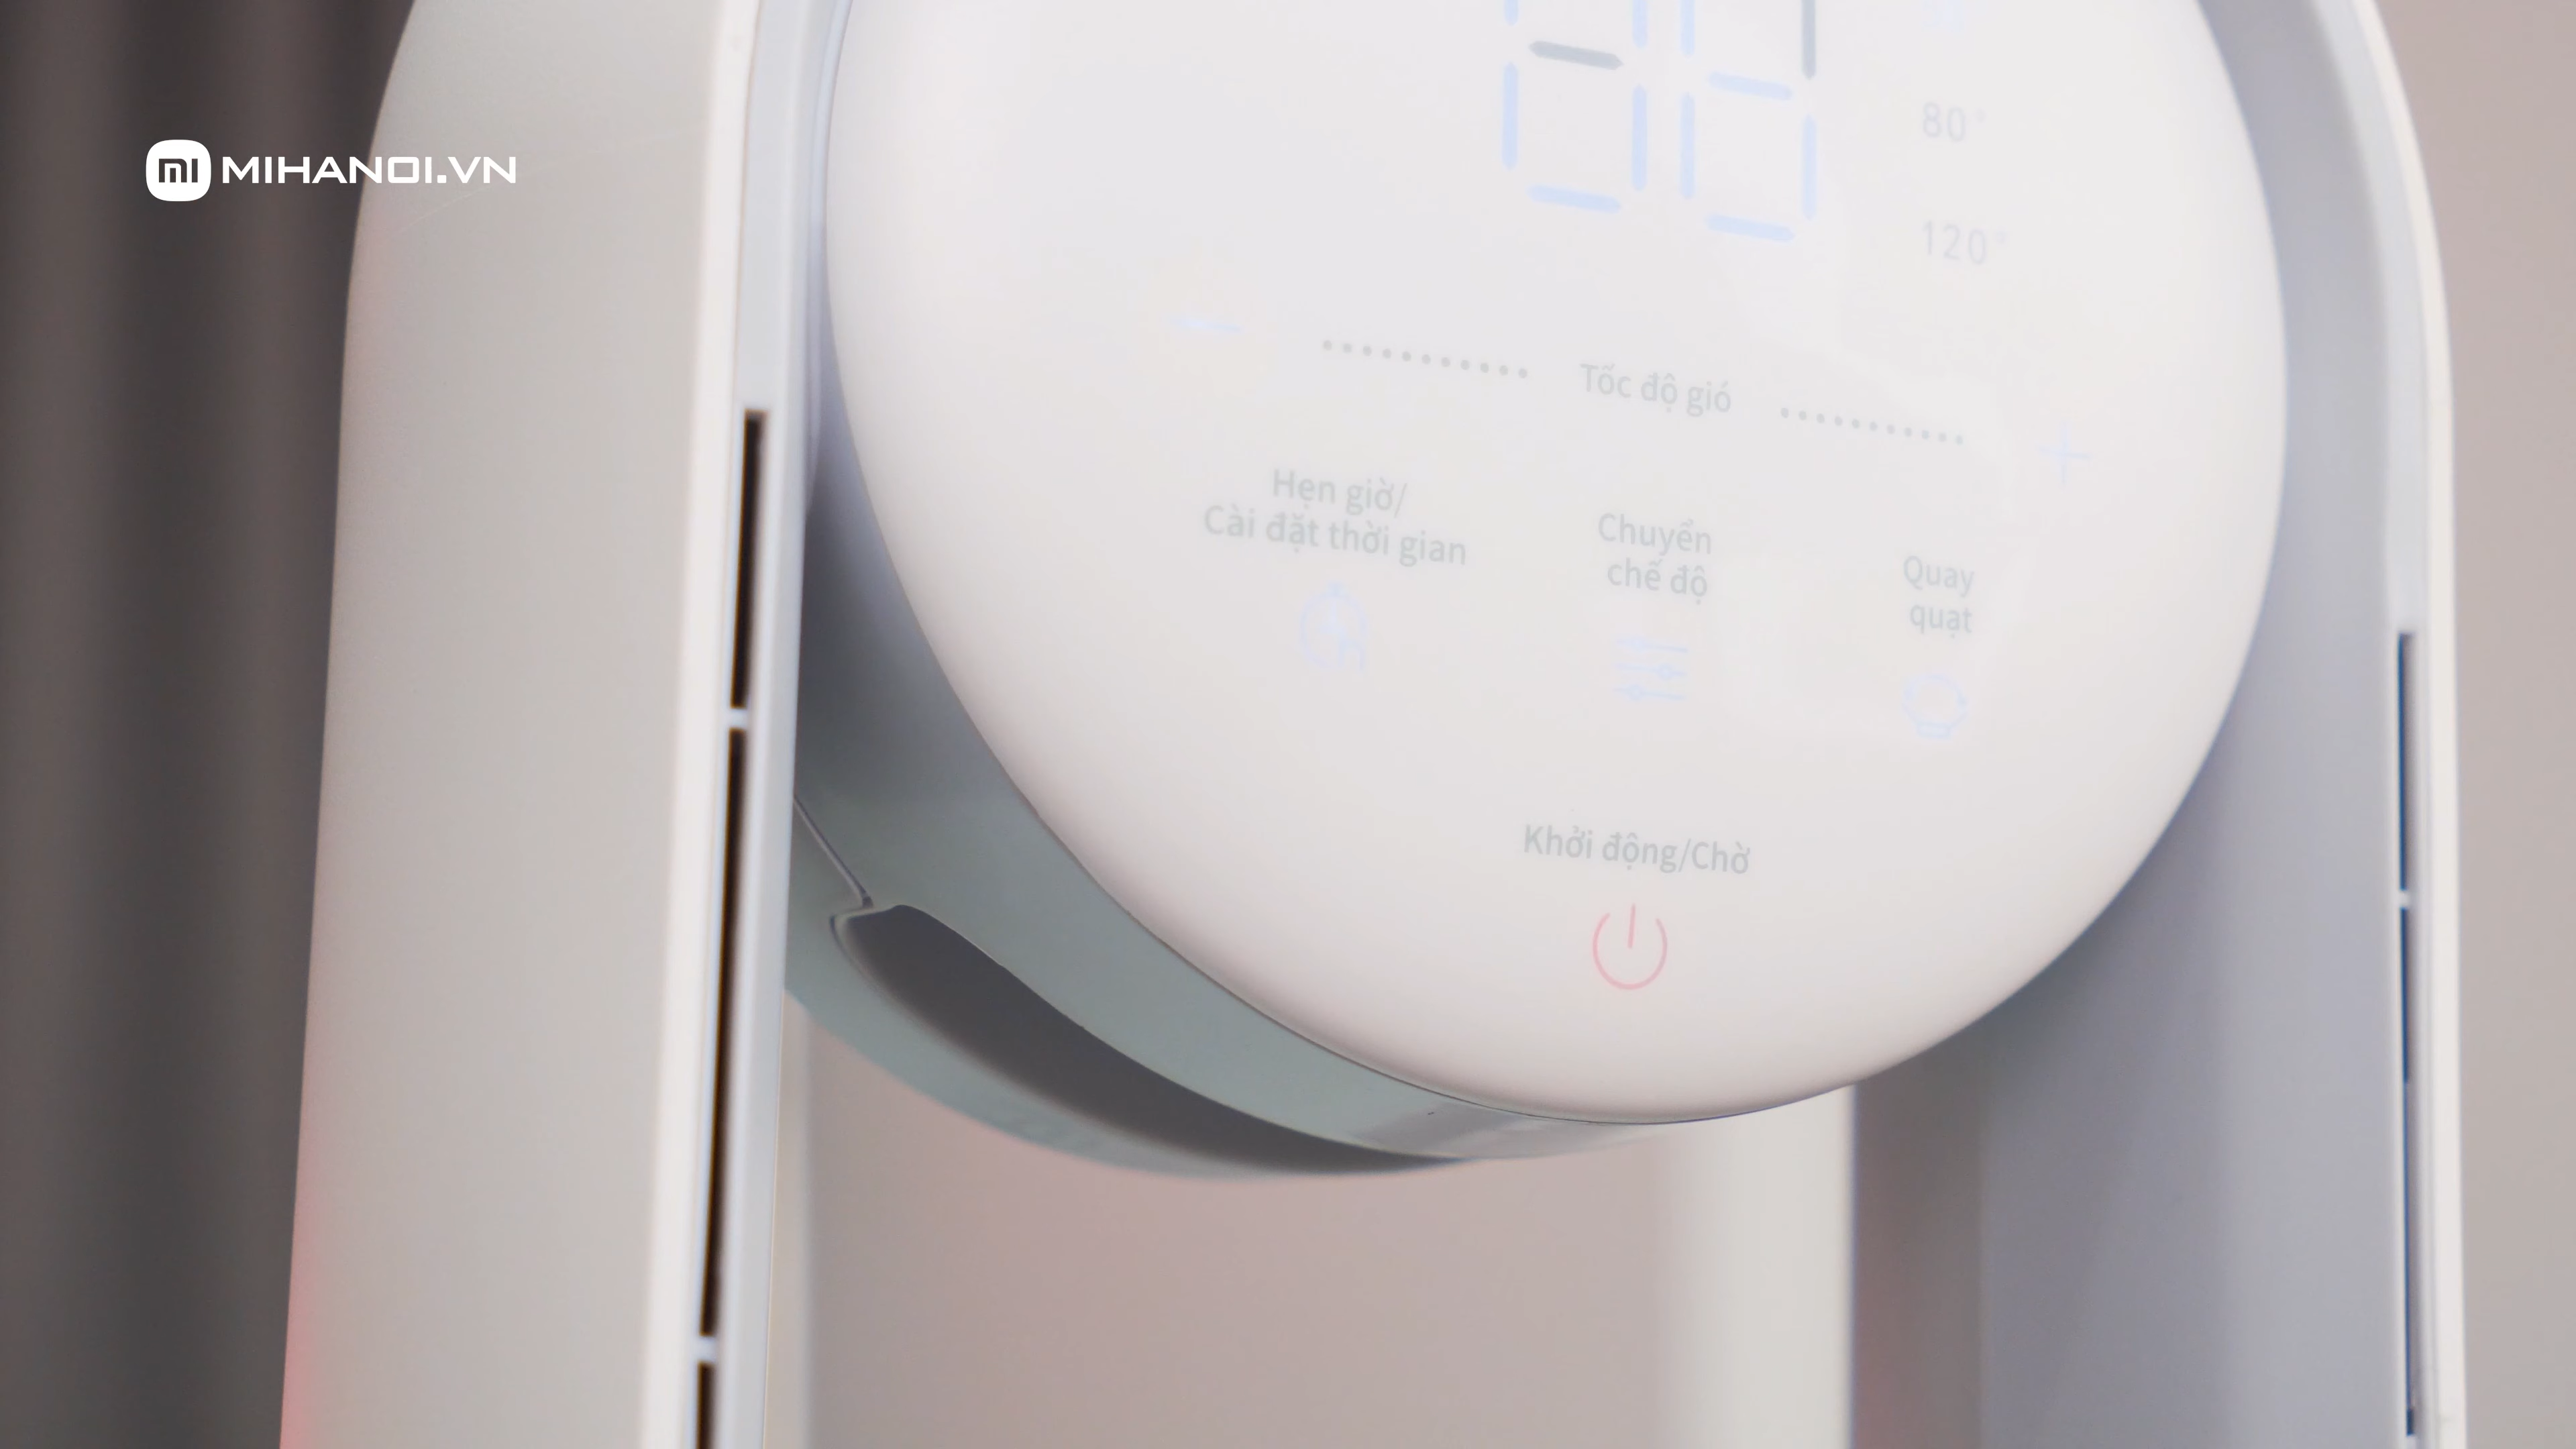 mi MIHANOI.VN
80°
120°
Tốc độ gió
Hẹn giờ/
Cài đặt thời gian
Chuyển
chế độ
Quay
quạt
Khởi động/Chờ